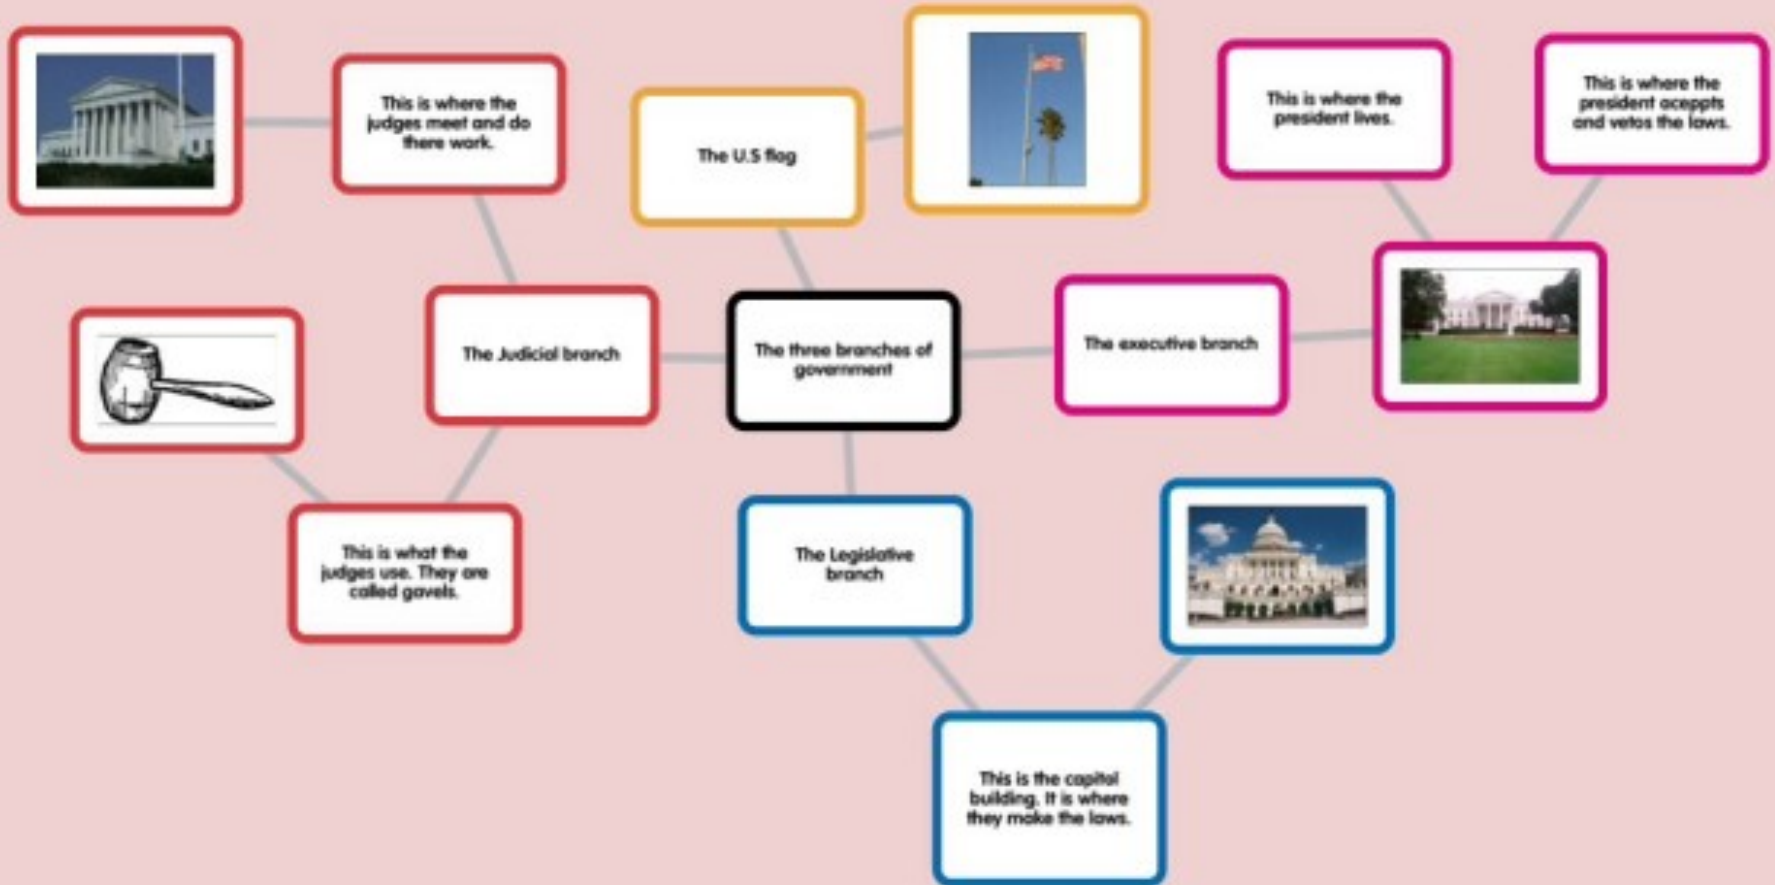 This is where the
judges meet and do
there work.
The U.S flag
This is where the
president lives.
This is where the
president aceppts
and vetos the laws.
The Judicial branch
The three branches of
government
The executive branch
This is what the
judges use. They are
called gavels.
The Legislative
branch
This is the capitol
building. It is where
they make the laws.